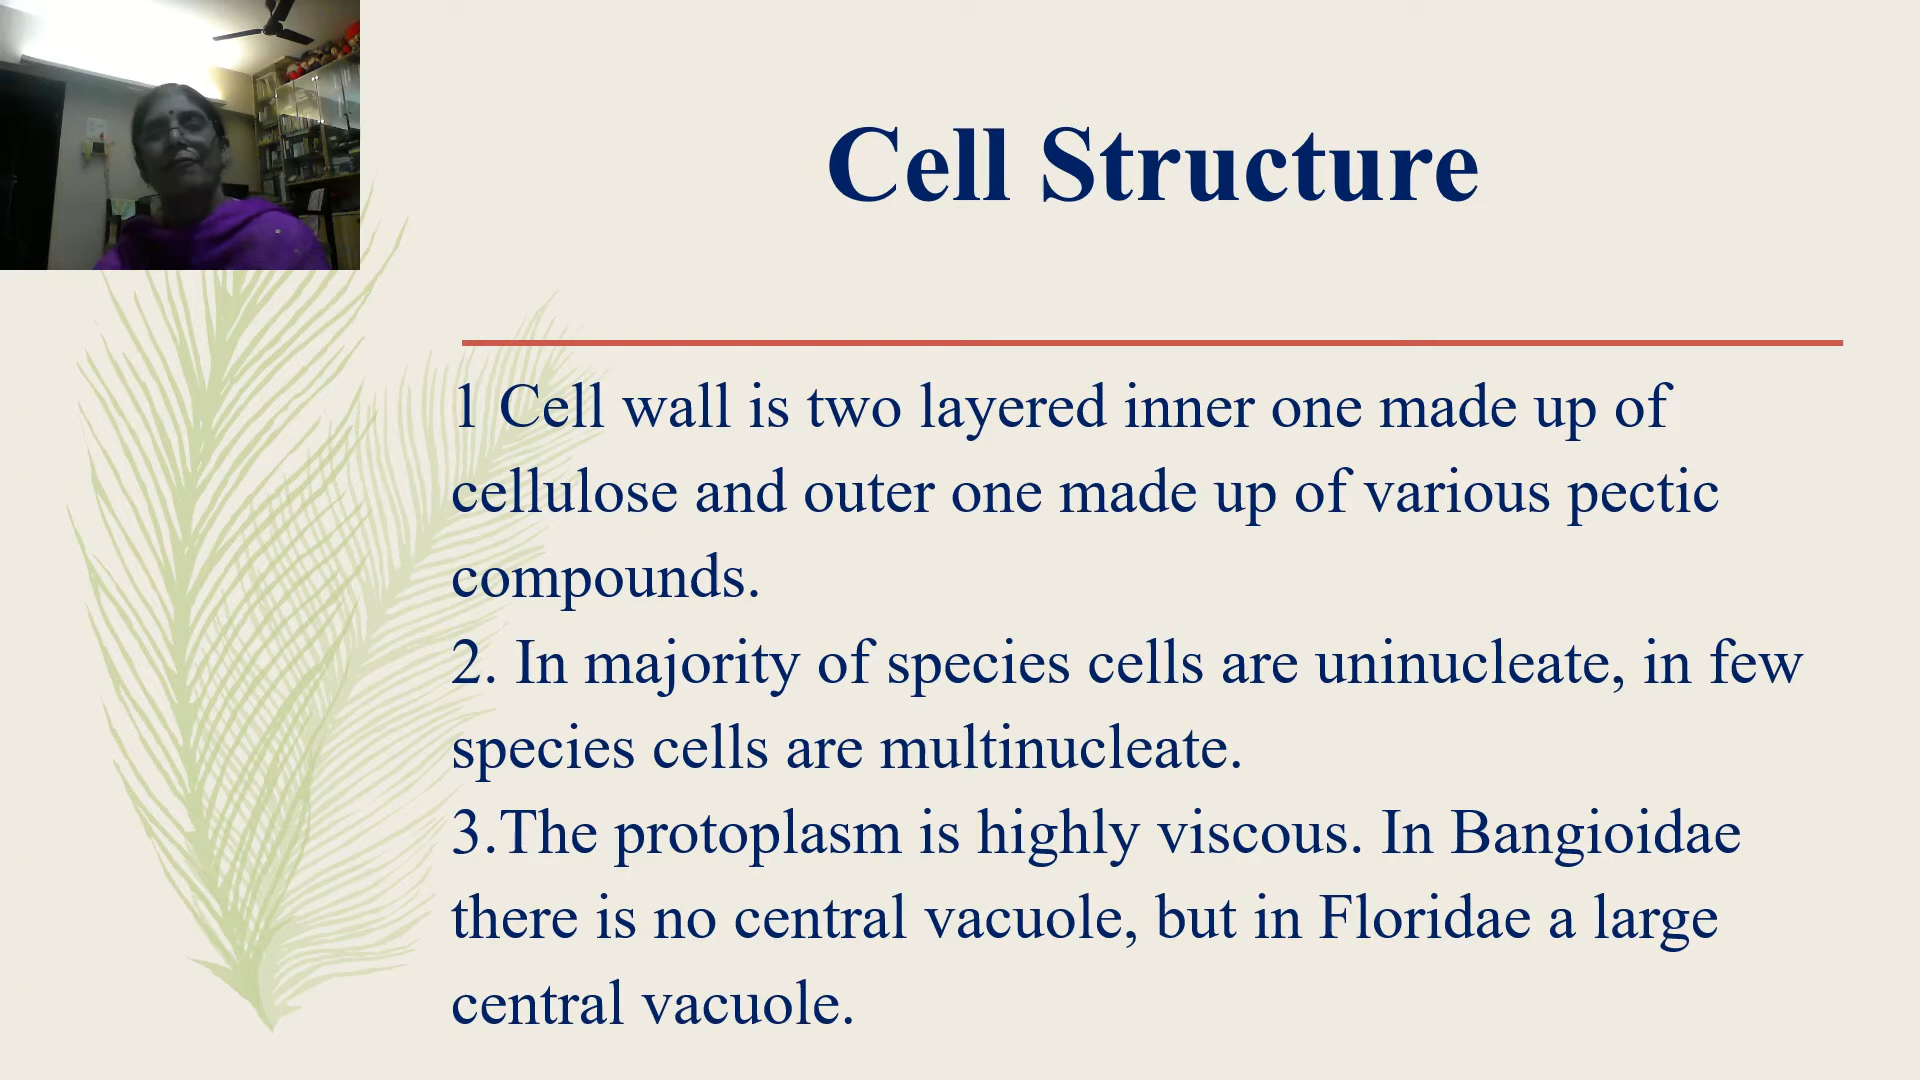 Cell Structure
1 Cell wall is two layered inner one made up of
cellulose and outer one made up of various pectic
compounds.
2. In majority of species cells are uninucleate, in few
species cells are multinucleate.
3.The protoplasm is highly viscous. In Bangioidae
there is no central vacuole, but in Floridae a large
central vacuole.